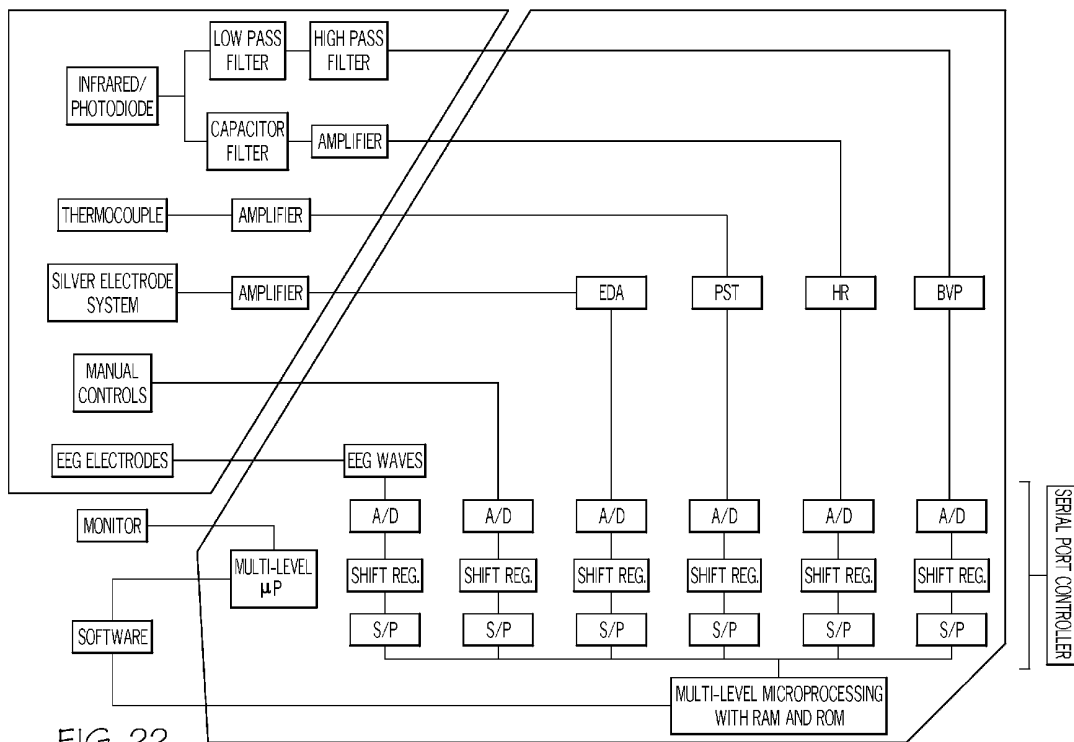 LOW PASS
FILTER
HIGH PASS
FILTER
INFRARED/
PHOTODIODE
CAPACITOR
FILTER
AMPLIFIER
THERMOCOUPLE
AMPLIFIER
SILVER ELECTRODE
SYSTEM
AMPLIFIER
EDA
PST
HR
BVP
MANUAL
CONTROLS
EEG ELECTRODES
EEG WAVES
MONITOR
A/D
A/D
A/D
A/D
A/D
A/D
MULTI-LEVEL
μP
SHIFT REG.
SHIFT REG.
SHIFT REG.
SHIFT REG.
SHIFT REG.
SHIFT REG.
SOFTWARE
S/P
S/P
S/P
S/P
S/P
S/P
SERIAL PORT CONTROLLER
MULTI-LEVEL MICROPROCESSING
WITH RAM AND ROM
FIG. 22